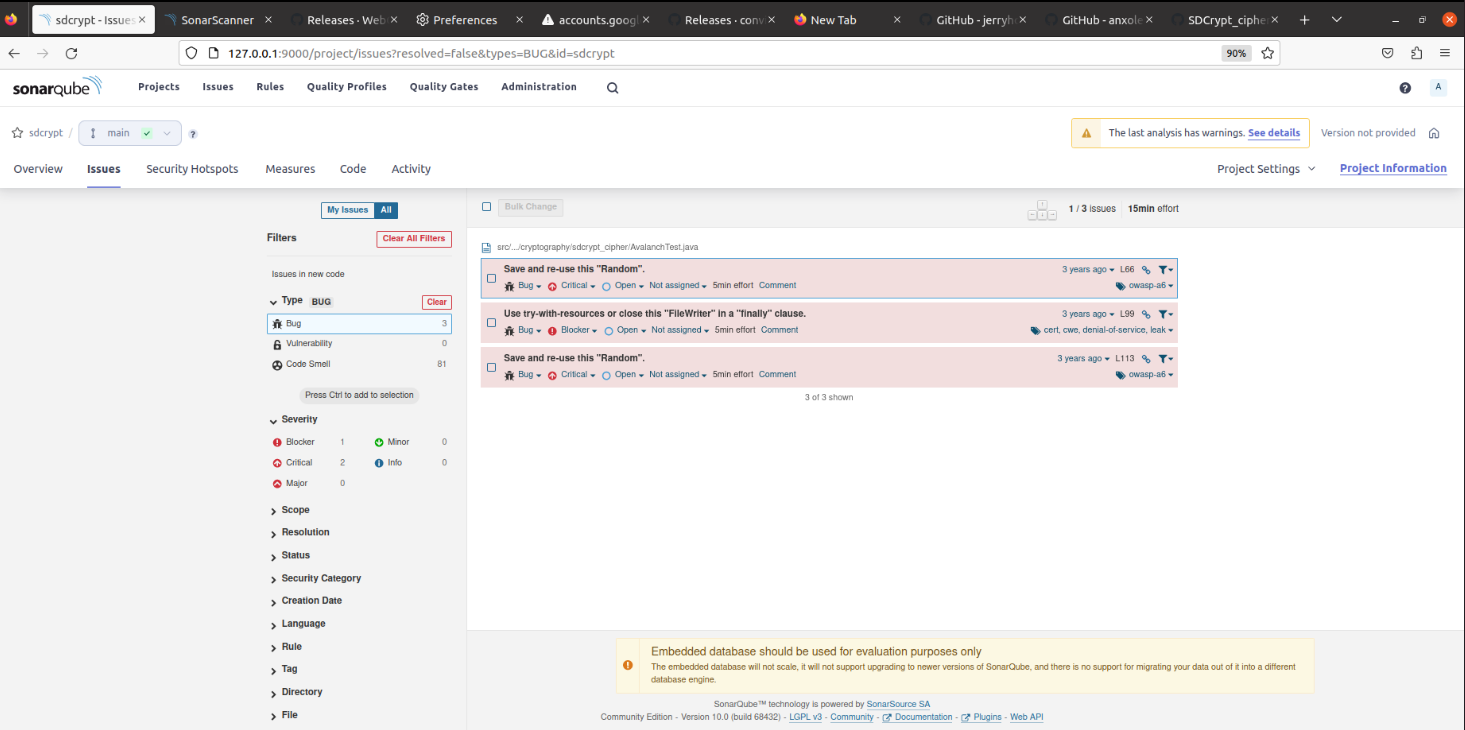 sdcrypt - Issues
SonarScanner
Releases · Web
Preferences
accounts.goog
Releases · conv
New Tab
GitHub - jerryh
GitHub - anxole
SDCrypt_ciphe
127.0.0.1:9000/project/issues?resolved=false&types=BUG&id=sdcrypt
90%
sonarqube
Projects
Issues
Rules
Quality Profiles
Quality Gates
Administration
?
A
sdcrypt / main
?
The last analysis has warnings. See details
Version not provided
Overview
Issues
Security Hotspots
Measures
Code
Activity
Project Settings
Project Information
My Issues All
Bulk Change
1 / 3 issues
15min effort
Filters
Clear All Filters
Issues in new code
Type BUG
Clear
Bug 3
Vulnerability 0
Code Smell 81
Press Ctrl to add to selection
Severity
Blocker 1
Minor 0
Critical 2
Info 0
Major 0
Scope
Resolution
Status
Security Category
Creation Date
Language
Rule
Tag
Directory
File
src/.../cryptography/sdcrypt_cipher/AvalanchTest.java
Save and re-use this "Random".
3 years ago L66
Bug Critical Open Not assigned 5min effort Comment
owasp-a6
Use try-with-resources or close this "FileWriter" in a "finally" clause.
3 years ago L99
Bug Blocker Open Not assigned 5min effort Comment
cert, cwe, denial-of-service, leak
Save and re-use this "Random".
3 years ago L113
Bug Critical Open Not assigned 5min effort Comment
owasp-a6
3 of 3 shown
Embedded database should be used for evaluation purposes only
The embedded database will not scale, it will not support upgrading to newer versions of SonarQube, and there is no support for migrating your data out of it into a different
database engine.
SonarQube™ technology is powered by SonarSource SA
Community Edition - Version 10.0 (build 68432) - LGPL v3 - Community - Documentation - Plugins - Web API